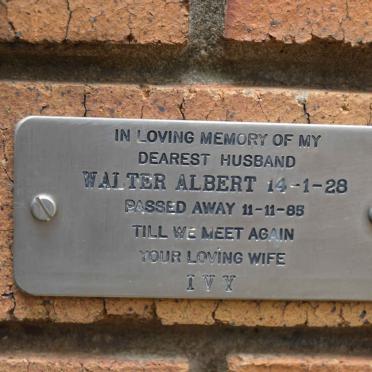 IN LOVING MEMORY OF MY
DEAREST HUSBAND
WALTER ALBERT 14-1-28
PASSED AWAY 11-11-85
TILL WE MEET AGAIN
YOUR LOVING WIFE
IVY